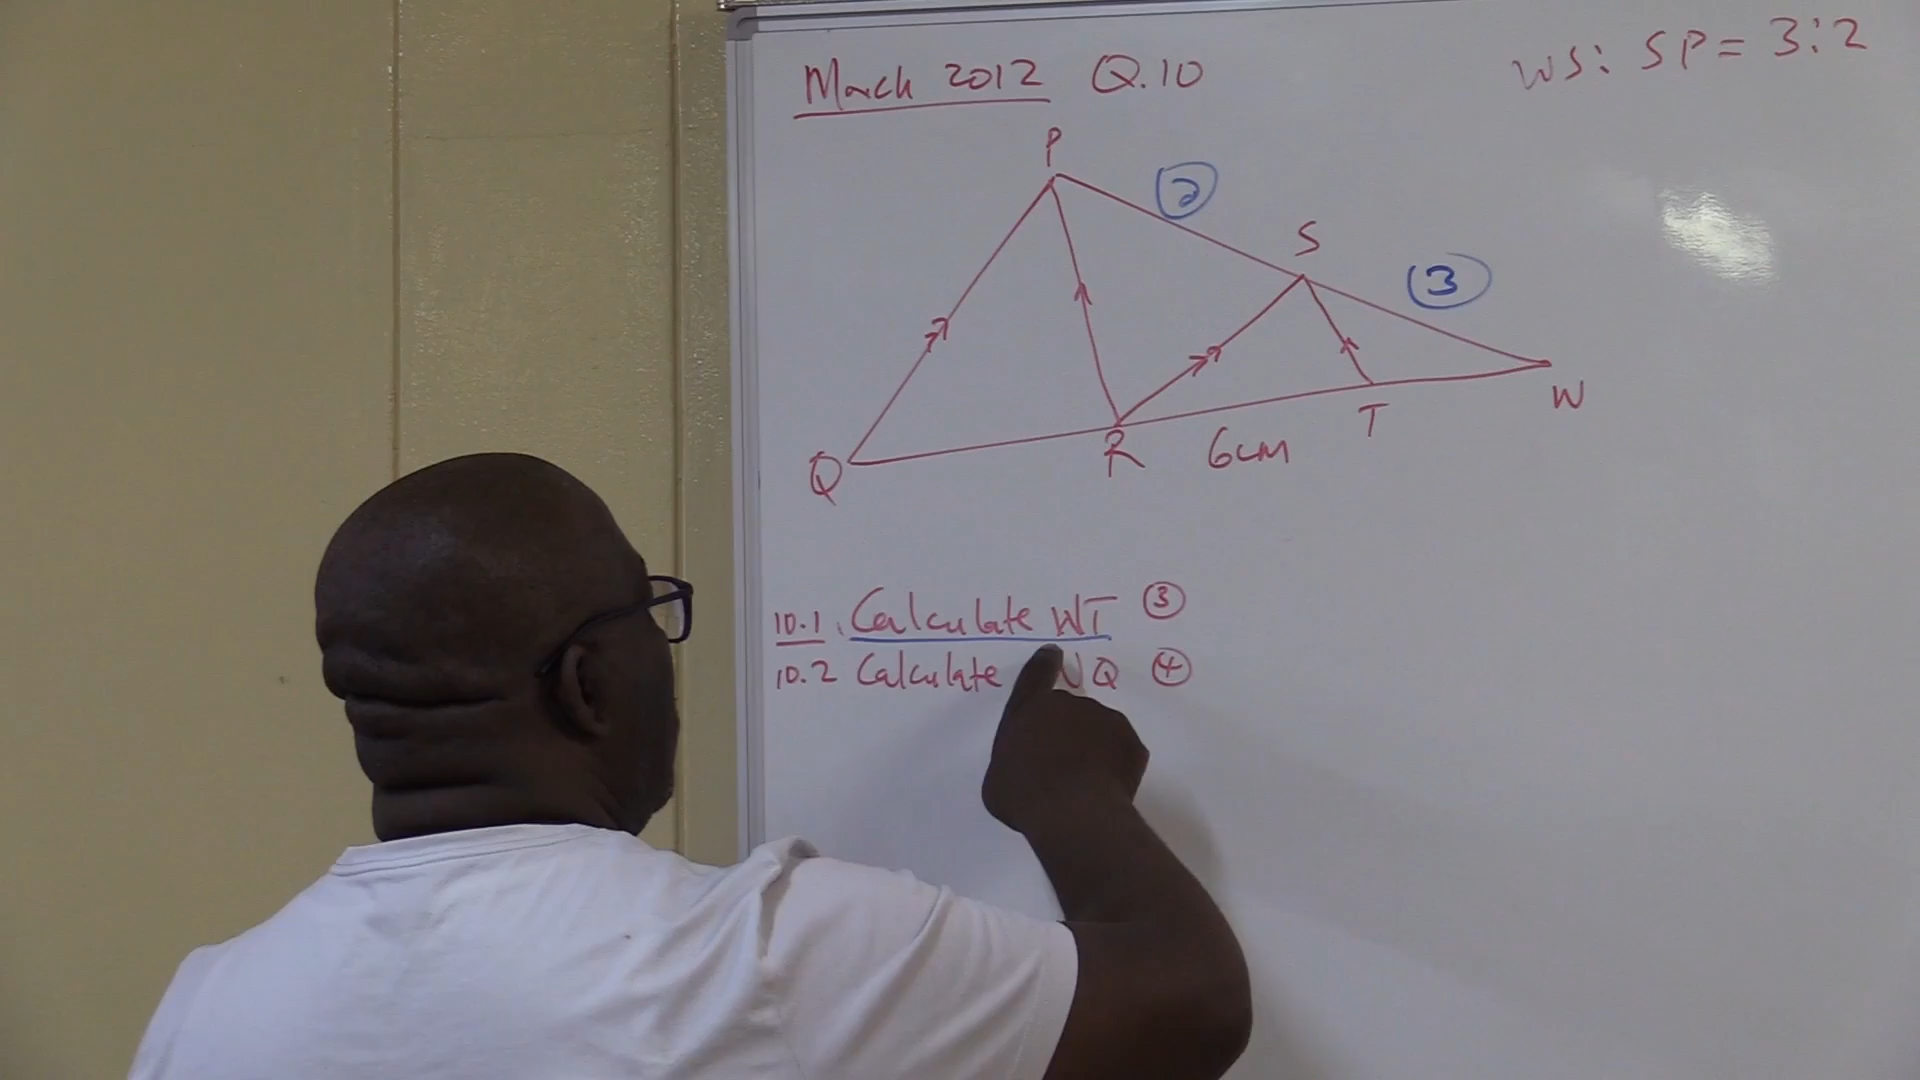 March 2012 Q.10
WS: SP = 3:2
P
2
S
3
W
T
R
6cm
Q
10.1. Calculate WT 3
10.2 Calculate WQ 4